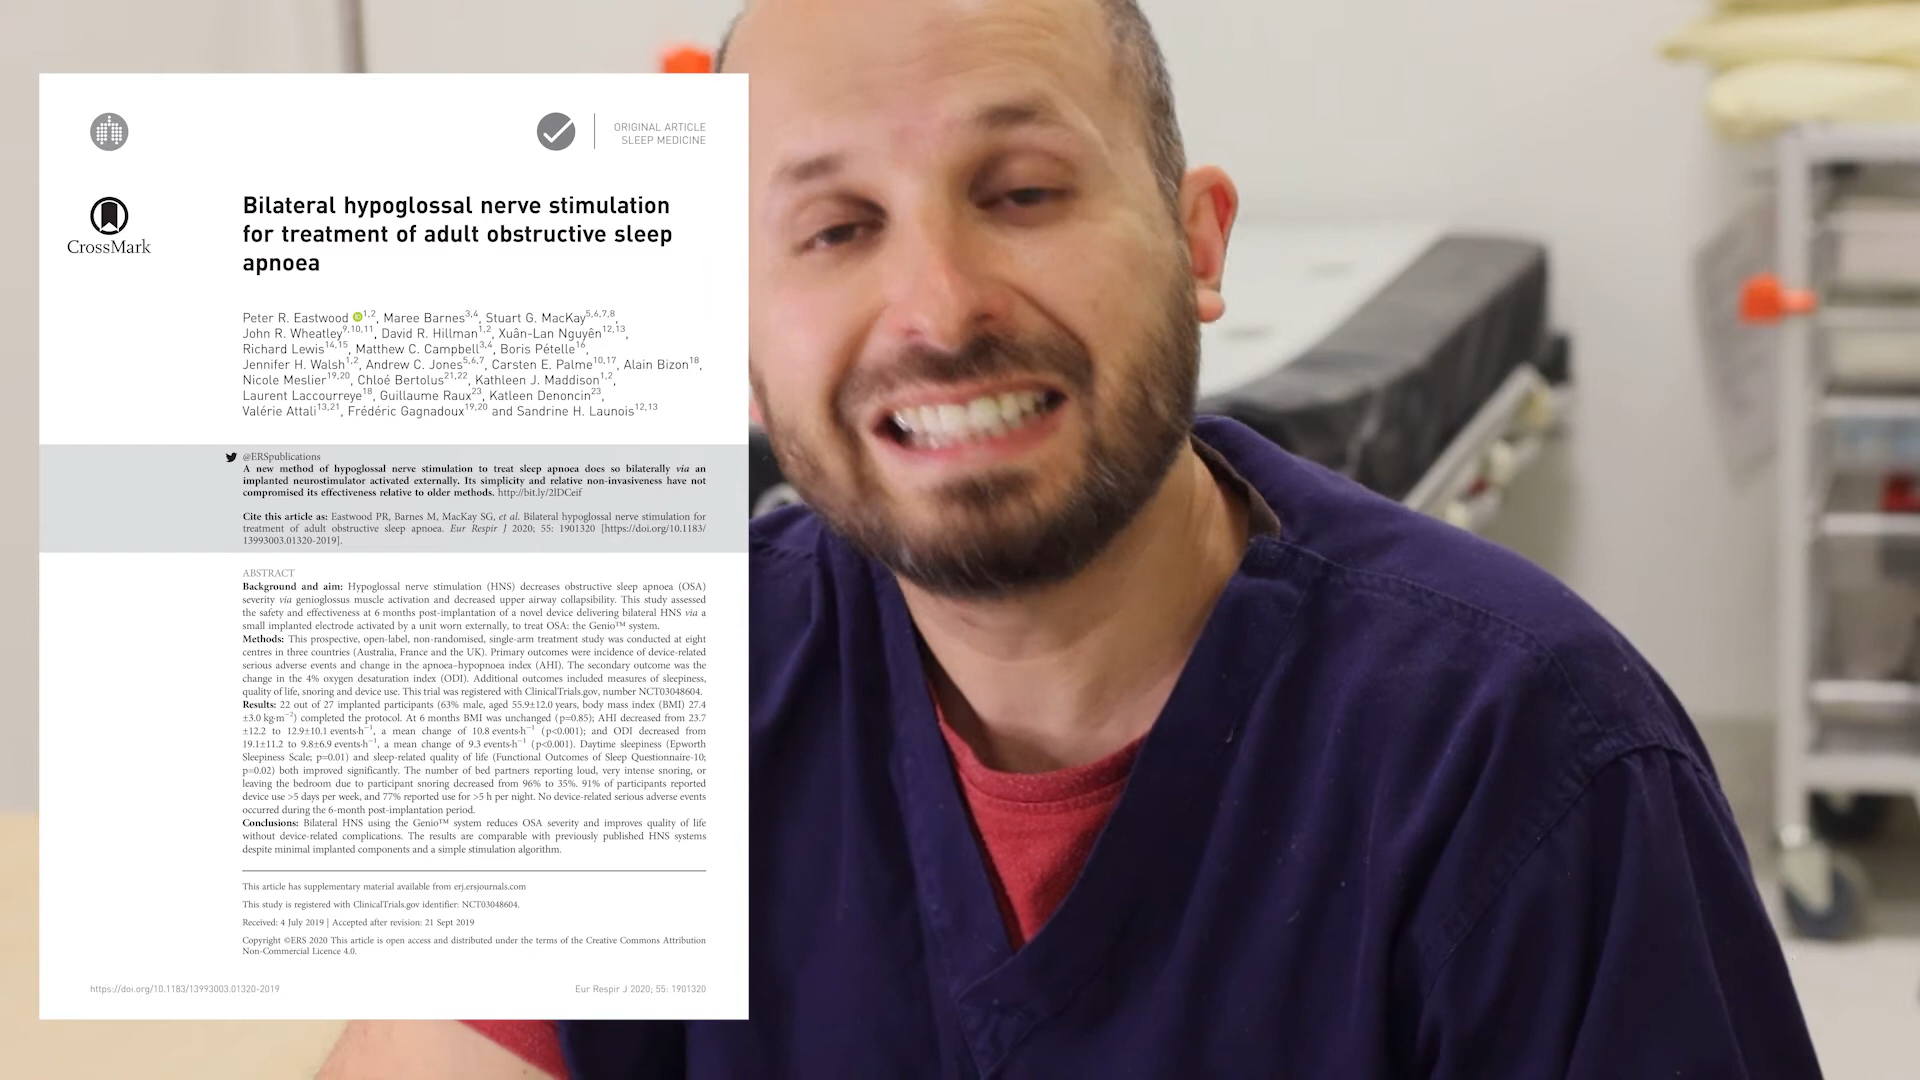 ORIGINAL ARTICLE
SLEEP MEDICINE
CrossMark
Bilateral hypoglossal nerve stimulation
for treatment of adult obstructive sleep
apnoea
Peter R. Eastwood 1,2, Maree Barnes3,4, Stuart G. MacKay5,6,7,8,
John R. Wheatley9,10,11, David R. Hillman1,2, Xuân-Lan Nguyên12,13,
Richard Lewis14,15, Matthew C. Campbell3,4, Boris Pételle16,
Jennifer H. Walsh1,2, Andrew C. Jones5,6,7, Carsten E. Palme10,17, Alain Bizon18,
Nicole Meslier19,20, Chloé Bertolus21,22, Kathleen J. Maddison1,2,
Laurent Laccourreye18, Guillaume Raux23, Katleen Denoncin23,
Valérie Attali13,21, Frédéric Gagnadoux19,20 and Sandrine H. Launois12,13
@ERSpublications
A new method of hypoglossal nerve stimulation to treat sleep apnoea does so bilaterally via an
implanted neurostimulator activated externally. Its simplicity and relative non-invasiveness have not
compromised its effectiveness relative to older methods. http://bit.ly/2lDCeif
Cite this article as: Eastwood PR, Barnes M, MacKay SG, et al. Bilateral hypoglossal nerve stimulation for
treatment of adult obstructive sleep apnoea. Eur Respir J 2020; 55: 1901320 [https://doi.org/10.1183/
13993003.01320-2019].
ABSTRACT
Background and aim: Hypoglossal nerve stimulation (HNS) decreases obstructive sleep apnoea (OSA)
severity via genioglossus muscle activation and decreased upper airway collapsibility. This study assessed
the safety and effectiveness at 6 months post-implantation of a novel device delivering bilateral HNS via a
small implanted electrode activated by a unit worn externally, to treat OSA: the Genio™ system.
Methods: This prospective, open-label, non-randomised, single-arm treatment study was conducted at eight
centres in three countries (Australia, France and the UK). Primary outcomes were incidence of device-related
serious adverse events and change in the apnoea–hypopnoea index (AHI). The secondary outcome was the
change in the 4% oxygen desaturation index (ODI). Additional outcomes included measures of sleepiness,
quality of life, snoring and device use. This trial was registered with ClinicalTrials.gov, number NCT03048604.
Results: 22 out of 27 implanted participants (63% male, aged 55.9±12.0 years, body mass index (BMI) 27.4
±3.0 kg·m−2) completed the protocol. At 6 months BMI was unchanged (p=0.85); AHI decreased from 23.7
±12.2 to 12.9±10.1 events·h−1, a mean change of 10.8 events·h−1 (p<0.001); and ODI decreased from
19.1±11.2 to 9.8±6.9 events·h−1, a mean change of 9.3 events·h−1 (p<0.001). Daytime sleepiness (Epworth
Sleepiness Scale; p=0.01) and sleep-related quality of life (Functional Outcomes of Sleep Questionnaire-10;
p=0.02) both improved significantly. The number of bed partners reporting loud, very intense snoring, or
leaving the bedroom due to participant snoring decreased from 96% to 35%. 91% of participants reported
device use >5 days per week, and 77% reported use for >5 h per night. No device-related serious adverse events
occurred during the 6-month post-implantation period.
Conclusions: Bilateral HNS using the Genio™ system reduces OSA severity and improves quality of life
without device-related complications. The results are comparable with previously published HNS systems
despite minimal implanted components and a simple stimulation algorithm.
This article has supplementary material available from erj.ersjournals.com
This study is registered with ClinicalTrials.gov identifier: NCT03048604.
Received: 4 July 2019 | Accepted after revision: 21 Sept 2019
Copyright ©ERS 2020 This article is open access and distributed under the terms of the Creative Commons Attribution
Non-Commercial Licence 4.0.
https://doi.org/10.1183/13993003.01320-2019
Eur Respir J 2020; 55: 1901320